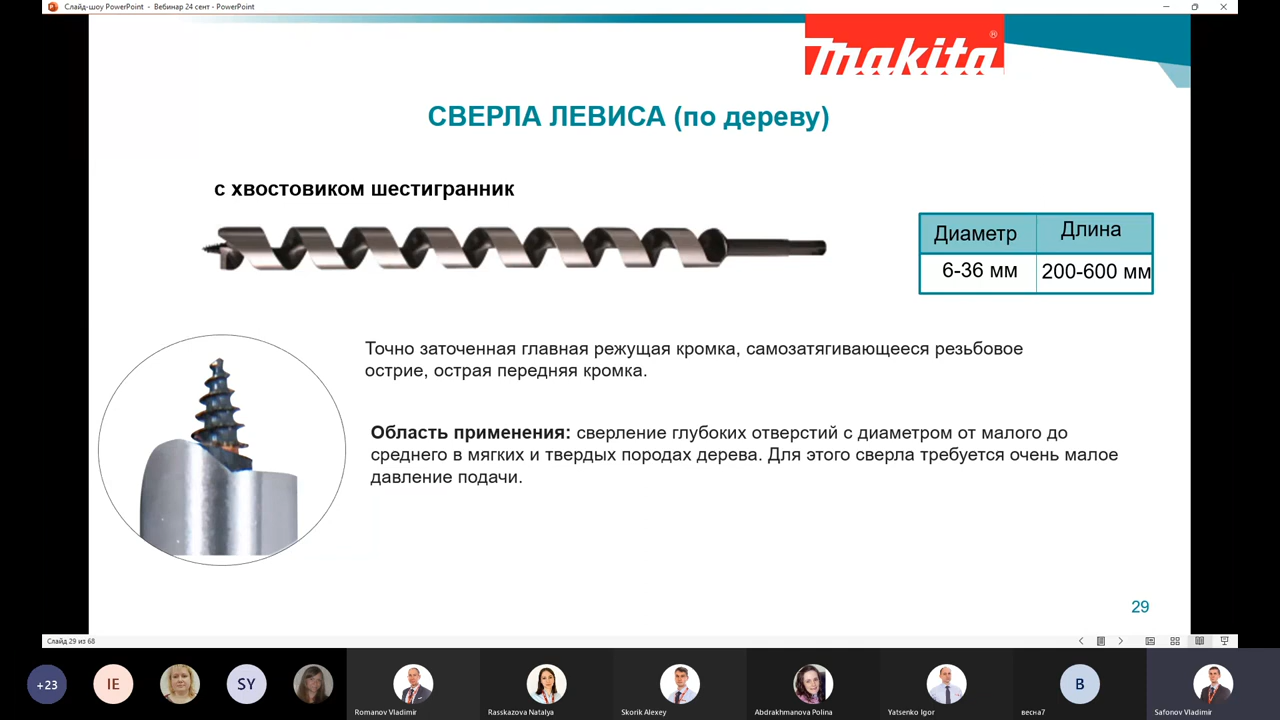 Слайд-шоу PowerPoint - Вебинар 24 сент - PowerPoint
makita®
СВЕРЛА ЛЕВИСА (по дереву)
с хвостовиком шестигранник
Диаметр Длина
6-36 мм 200-600 мм
Точно заточенная главная режущая кромка, самозатягивающееся резьбовое
острие, острая передняя кромка.
Область применения: сверление глубоких отверстий с диаметром от малого до
среднего в мягких и твердых породах дерева. Для этого сверла требуется очень малое
давление подачи.
29
Слайд 29 из 68
+23 IE SY B
Romanov Vladimir Rasskazova Natalya Skorik Alexey Abdrakhmanova Polina Yatsenko Igor весна7 Safonov Vladimir